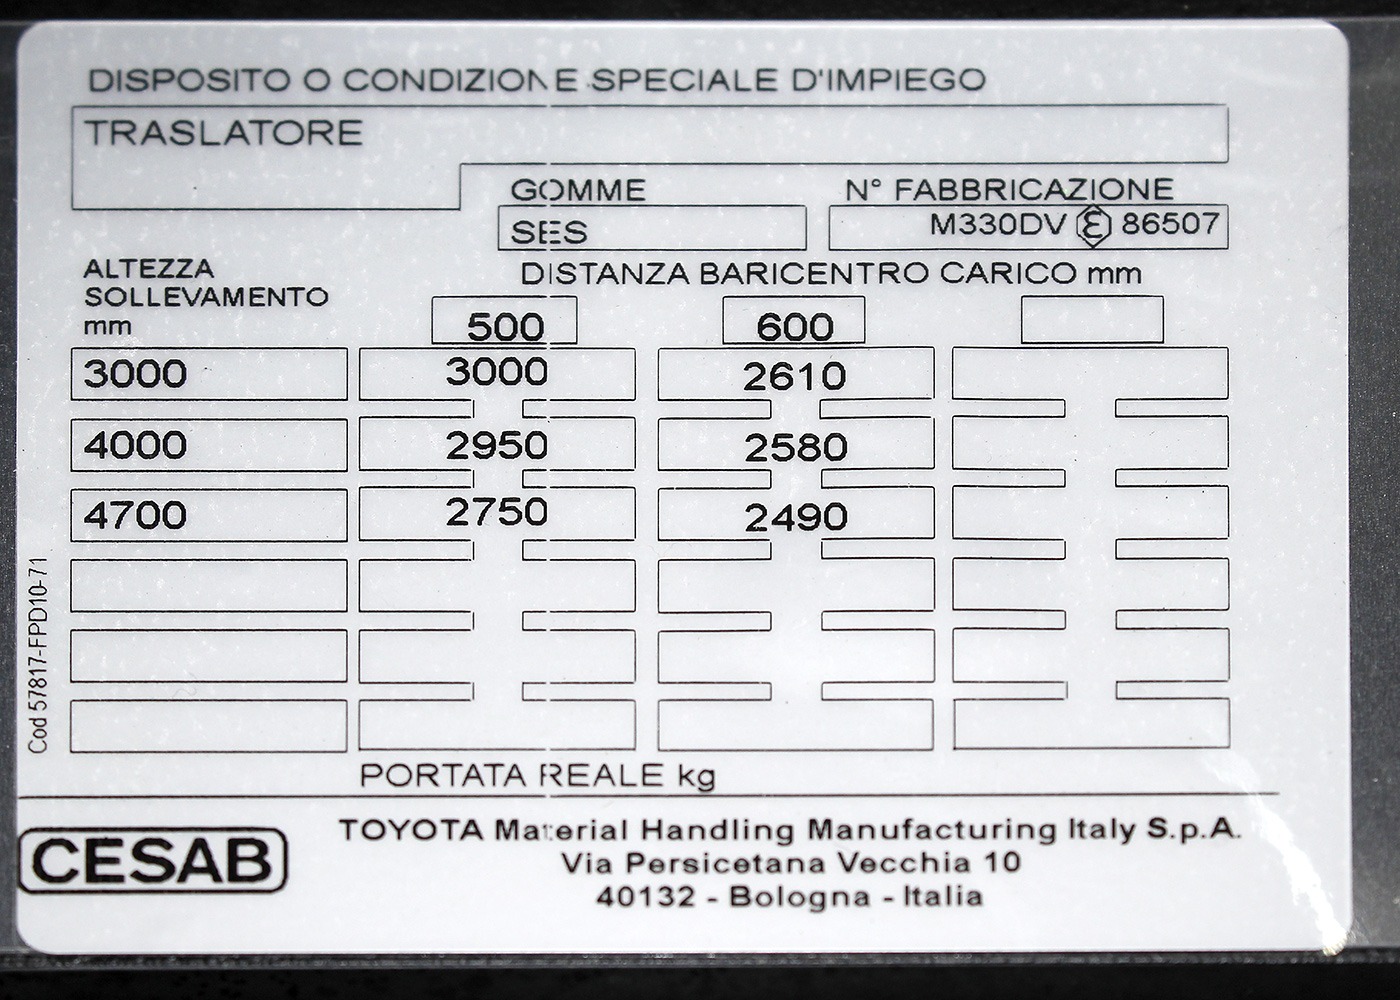 DISPOSITO O CONDIZIONE SPECIALE D'IMPIEGO
TRASLATORE
GOMME N° FABBRICAZIONE
SES M330DV Ɛ 86507
ALTEZZA
SOLLEVAMENTO
mm
DISTANZA BARICENTRO CARICO mm
500 600
3000 3000 2610
4000 2950 2580
4700 2750 2490
PORTATA REALE kg
Cod 57817-FPD10-71
CESAB
TOYOTA Material Handling Manufacturing Italy S.p.A.
Via Persicetana Vecchia 10
40132 - Bologna - Italia